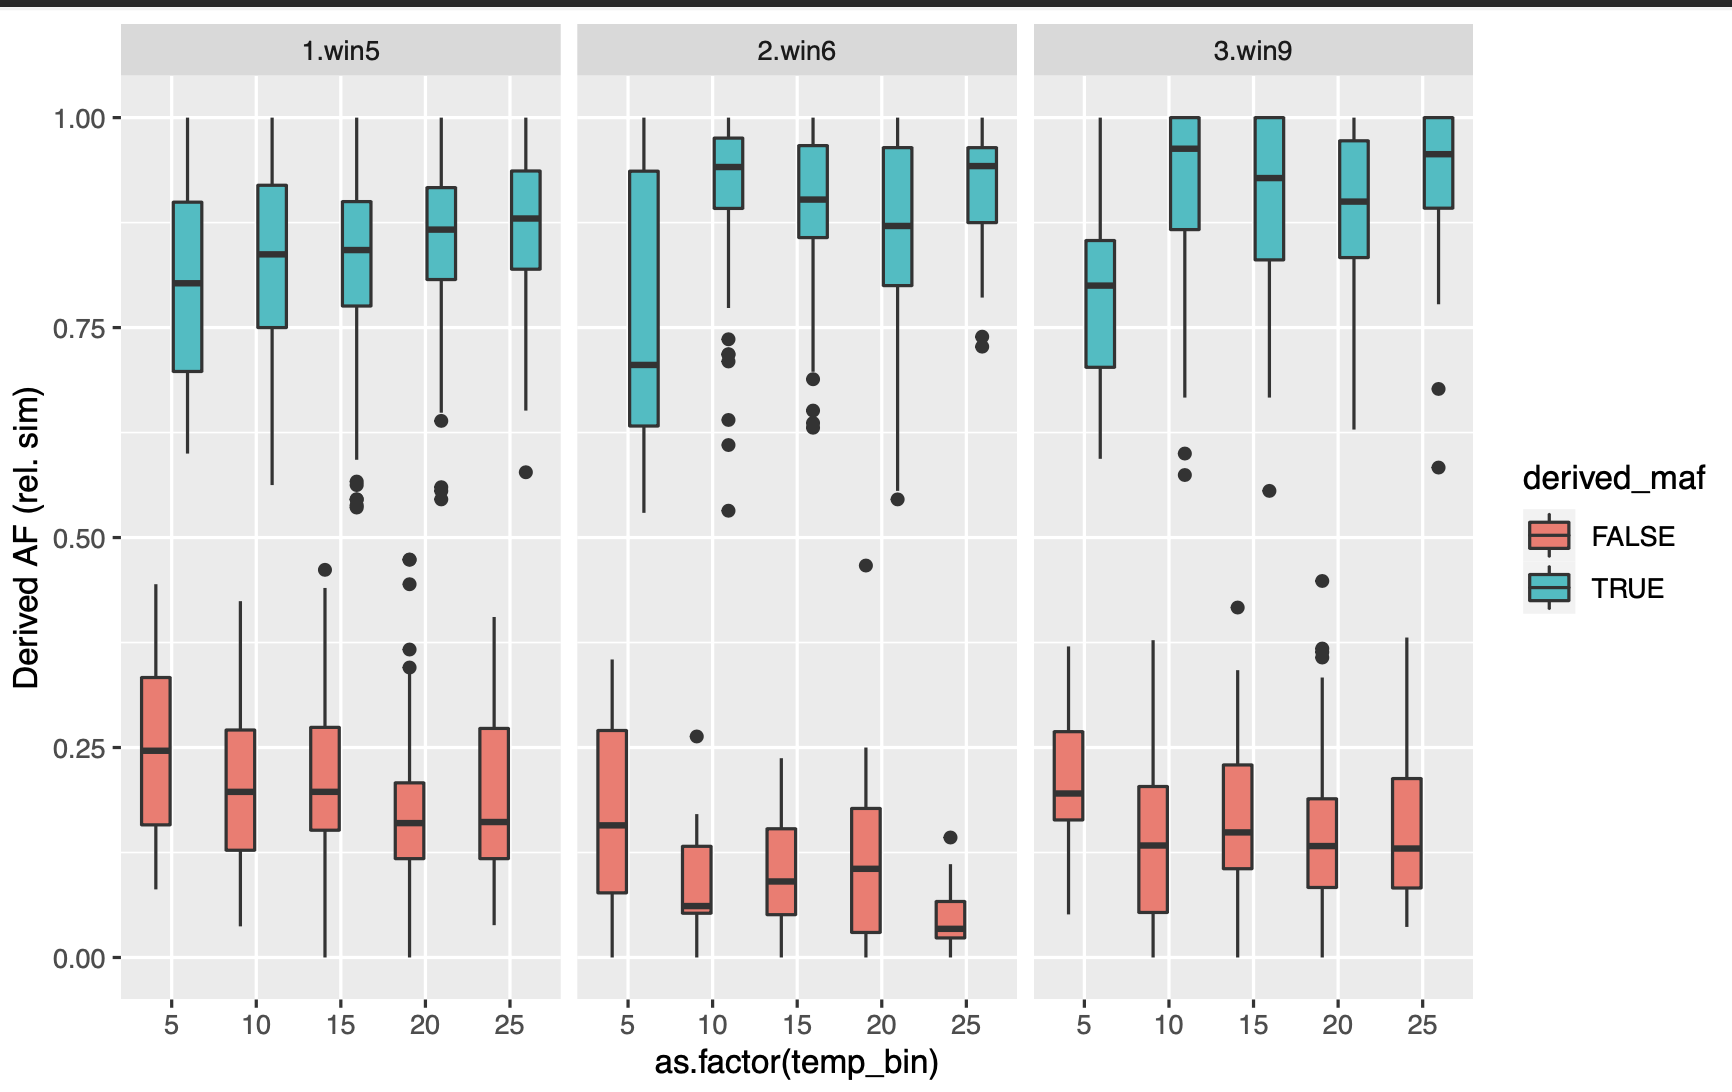 1.win5 2.win6 3.win9
1.00
0.75
0.50
0.25
0.00
Derived AF (rel. sim)
5 10 15 20 25 5 10 15 20 25 5 10 15 20 25
as.factor(temp_bin)
derived_maf
FALSE
TRUE